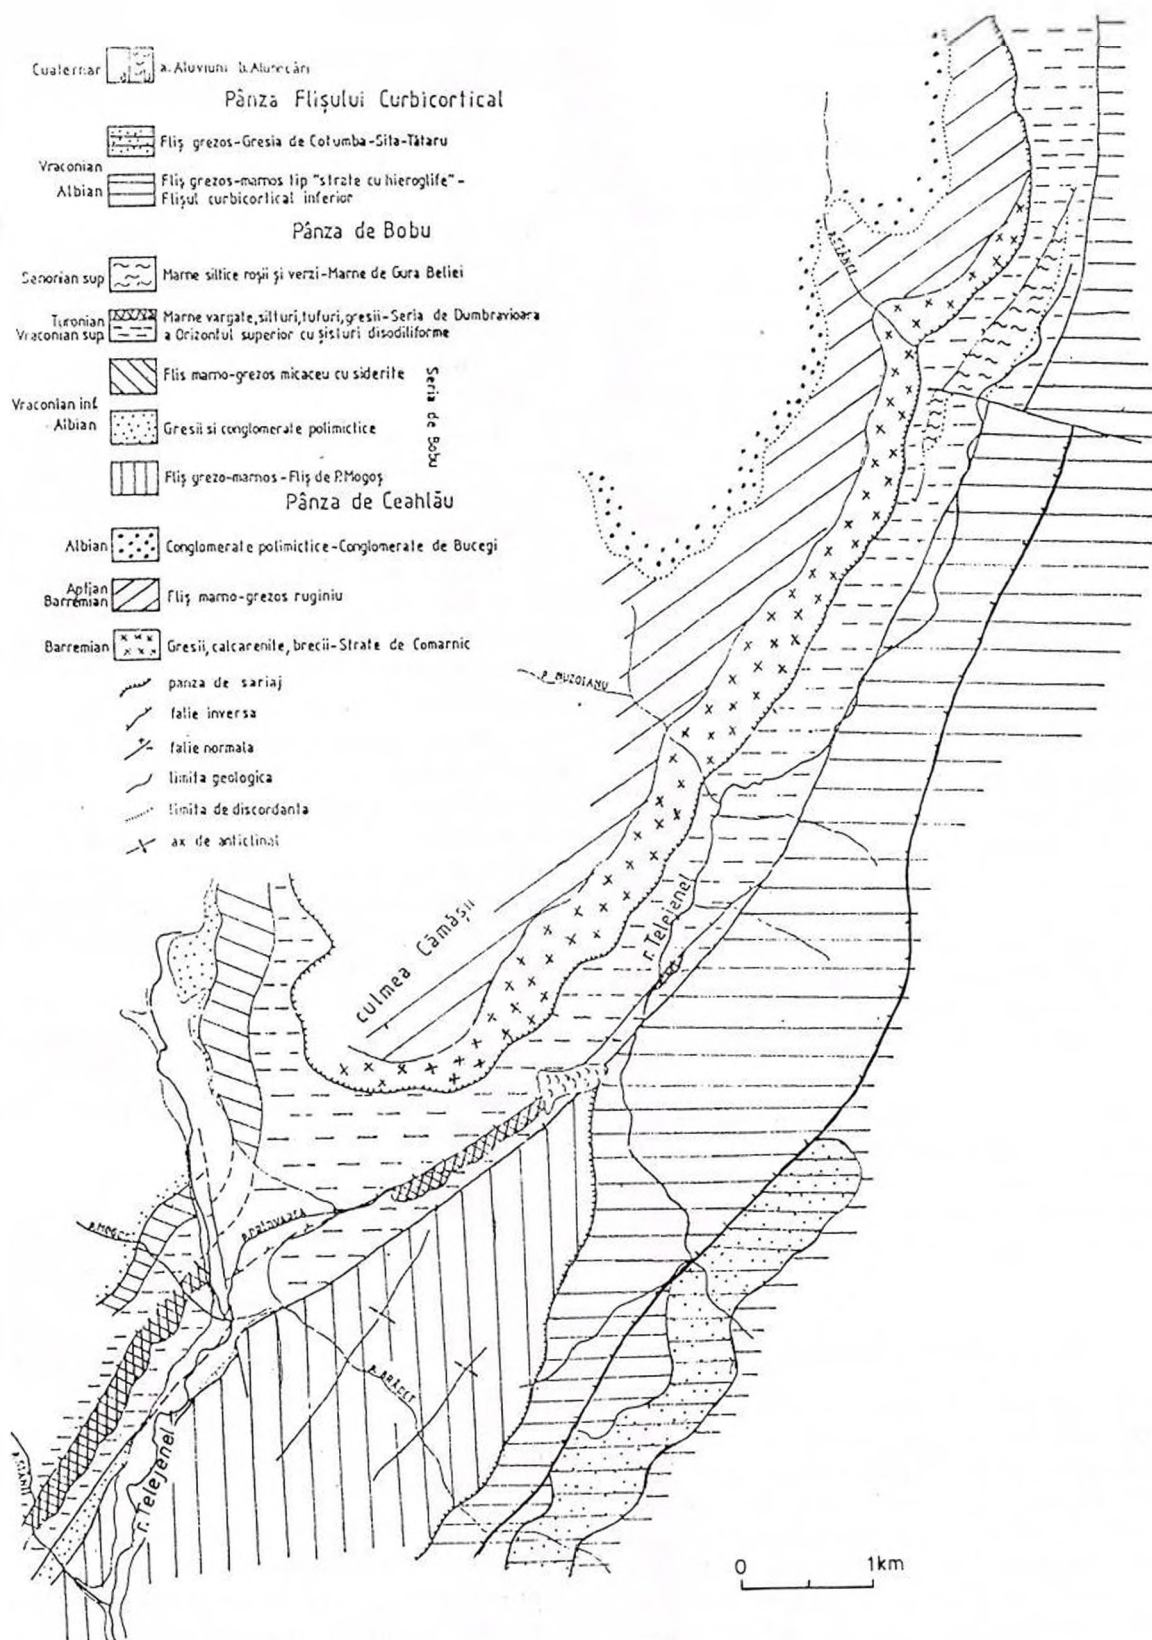 Cuaternar
a. Aluviuni b. Alunecări
Pânza Flişului Curbicortical
Fliş grezos-Gresia de Cotumba-Sita-Tătaru
Vraconian
Albian
Fliş grezos-marnos tip "strate cu hieroglife"-
Flişul curbicortical inferior
Pânza de Bobu
Senonian sup
Marne siltice roşii şi verzi-Marne de Gura Beliei
Turonian
Vraconian sup
Marne vargate, silturi, tufuri, gresii-Seria de Dumbravioara
a Orizontul superior cu sisturi disodiliforme
Flis marno-grezos micaceu cu siderite
Vraconian inf.
Albian
Gresii si conglomerate polimictice
Fliş grezo-marnos-Fliş de P. Mogoş
Seria de Bobu
Pânza de Ceahlău
Albian
Conglomerate polimictice-Conglomerate de Bucegi
Aptian
Barremian
Fliş marno-grezos ruginiu
Barremian
Gresii, calcarenite, brecii-Strate de Comarnic
panza de sariaj
falie inversa
falie normala
limita geologica
limita de discordanta
ax de anticlinal
P. MUZOIANU
culmea Cămăşii
r. Telejenel
r. Telejenel
0 1km